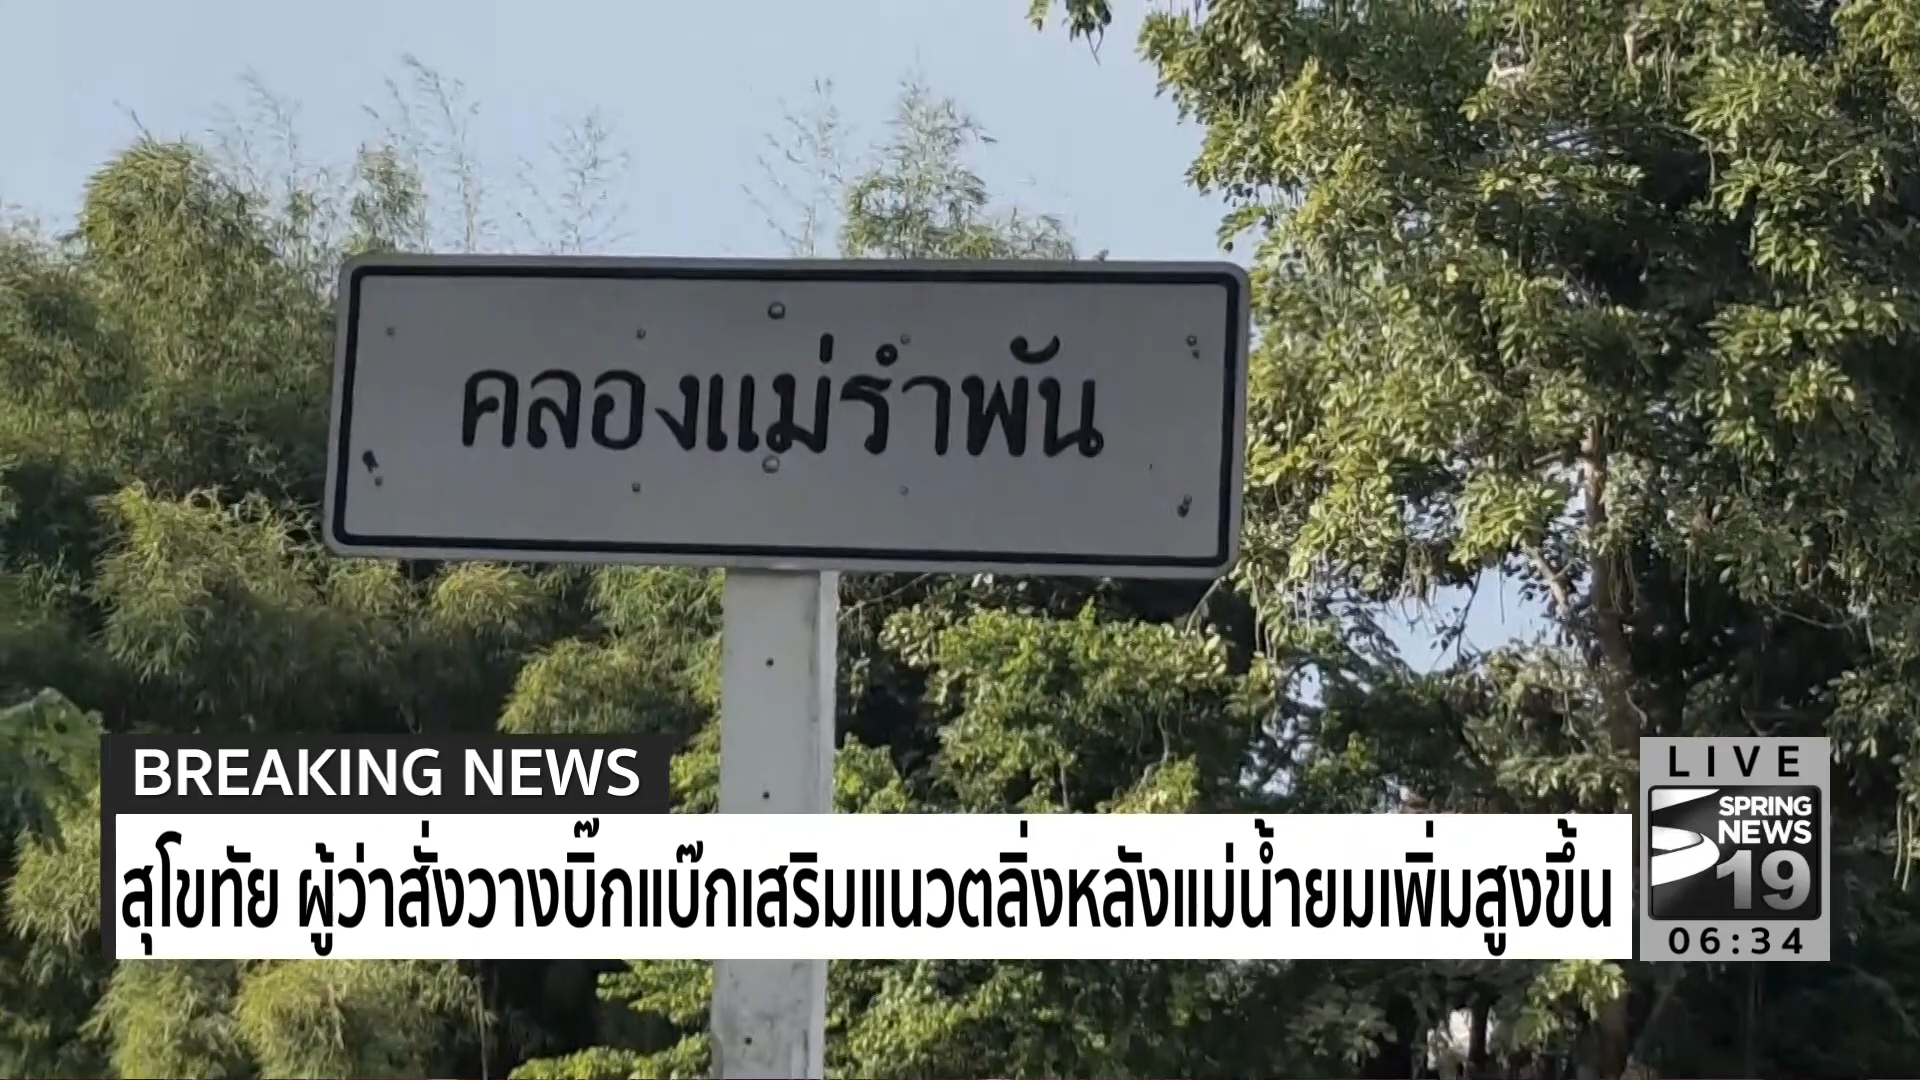 คลองแม่รำพัน
BREAKING NEWS
สุโขทัย ผู้ว่าสั่งวางบิ๊กแบ๊กเสริมแนวตลิ่งหลังแม่น้ำยมเพิ่มสูงขึ้น
LIVE
SPRING
NEWS
19
06:34